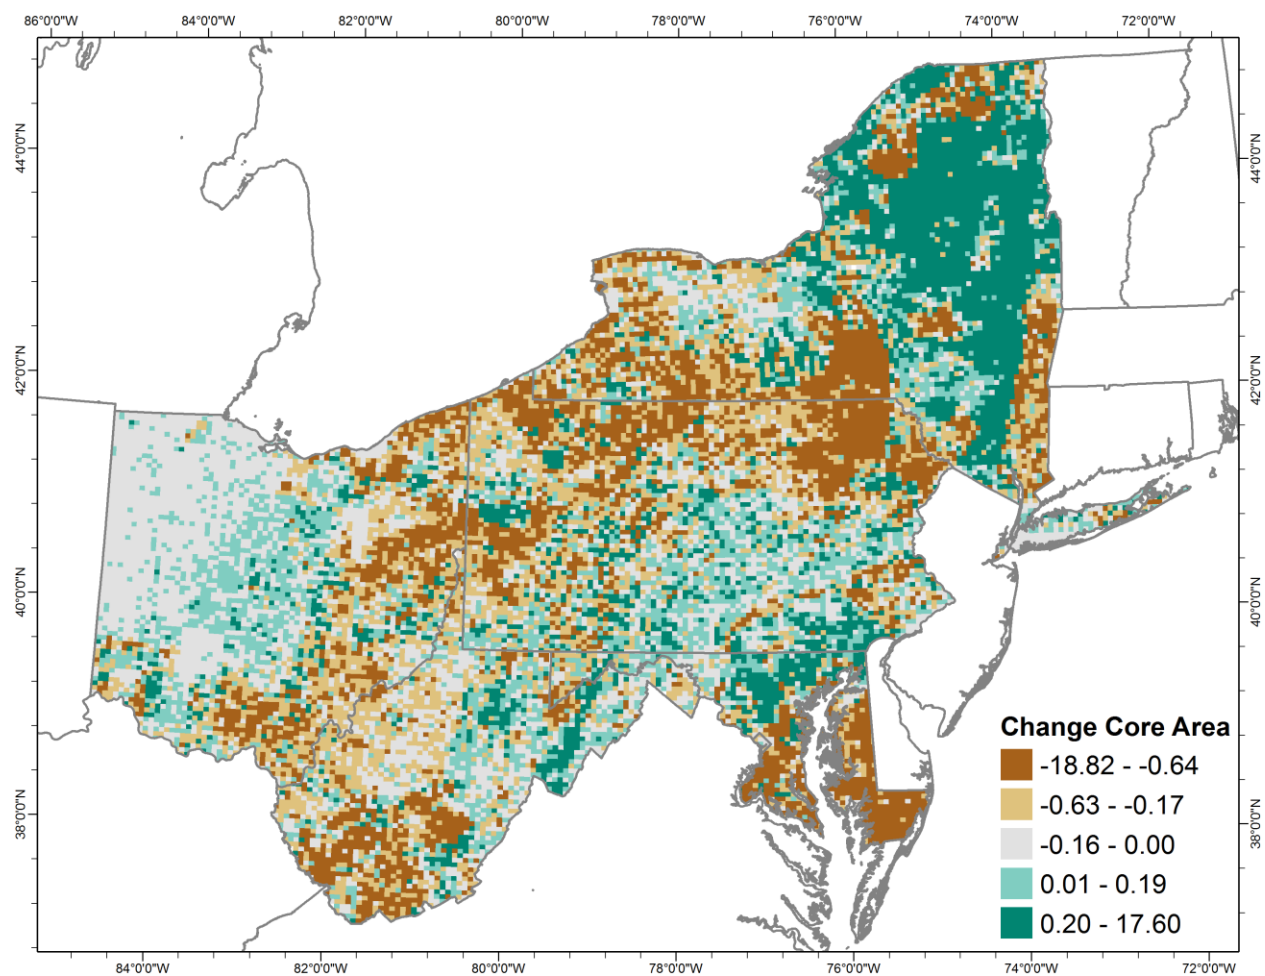 86°0'0"W 84°0'0"W 82°0'0"W 80°0'0"W 78°0'0"W 76°0'0"W 74°0'0"W 72°0'0"W
44°0'0"N 44°0'0"N
42°0'0"N 42°0'0"N
40°0'0"N 40°0'0"N
38°0'0"N 38°0'0"N
Change Core Area
-18.82 - -0.64
-0.63 - -0.17
-0.16 - 0.00
0.01 - 0.19
0.20 - 17.60
84°0'0"W 82°0'0"W 80°0'0"W 78°0'0"W 76°0'0"W 74°0'0"W 72°0'0"W